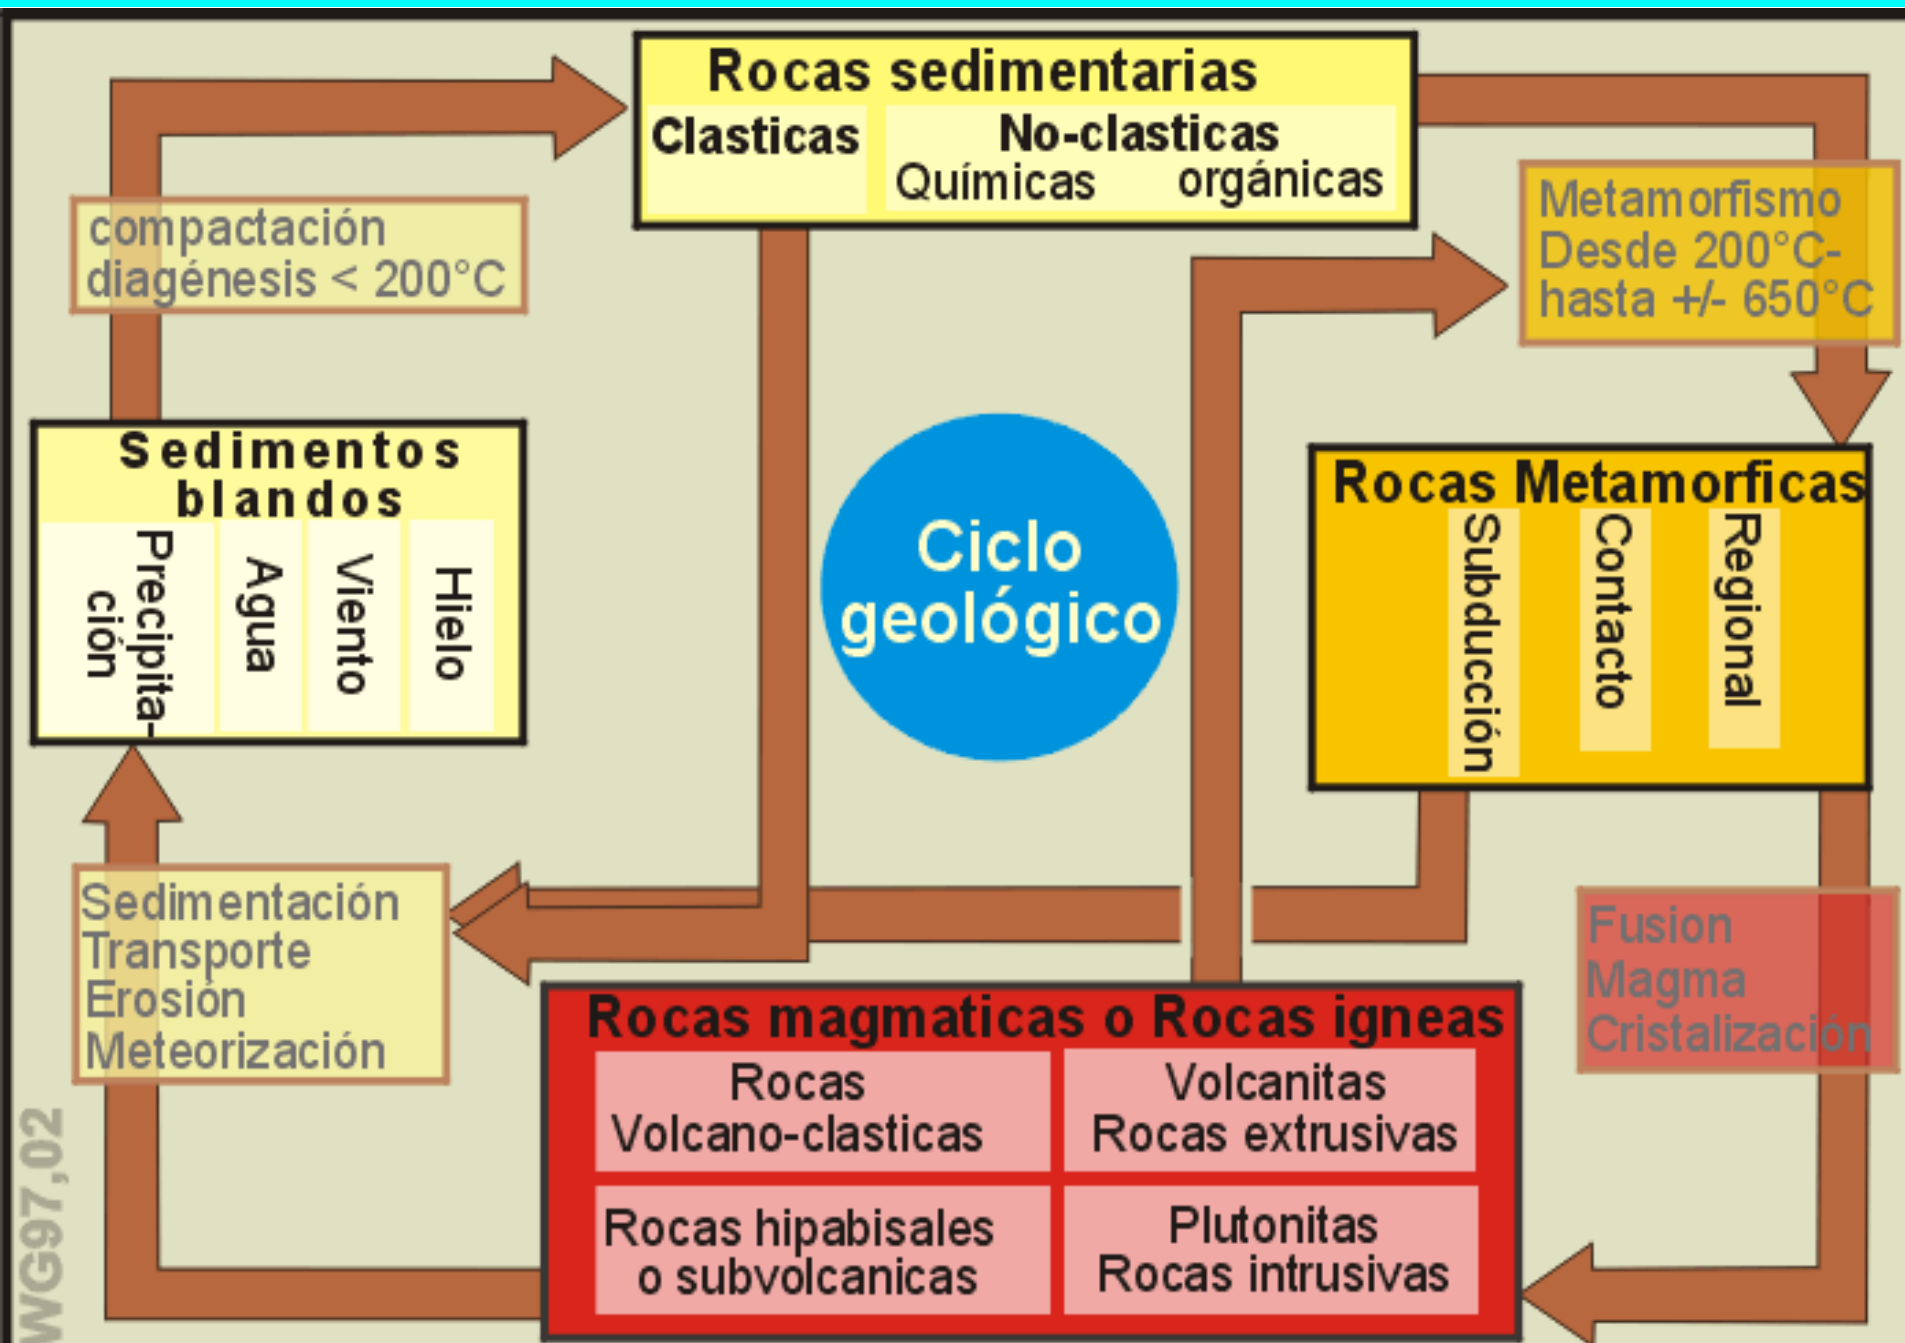 Rocas sedimentarias
Clasticas
No-clasticas
Químicas orgánicas
compactación
diagénesis < 200°C
Metamorfismo
Desde 200°C-
hasta +/- 650°C
Sedimentos
blandos
Precipita-
ción
Agua
Viento
Hielo
Ciclo
geológico
Rocas Metamorficas
Subducción
Contacto
Regional
Sedimentación
Transporte
Erosión
Meteorización
Fusion
Magma
Cristalización
Rocas magmaticas o Rocas igneas
Rocas
Volcano-clasticas
Volcanitas
Rocas extrusivas
Rocas hipabisales
o subvolcanicas
Plutonitas
Rocas intrusivas
WG97,02